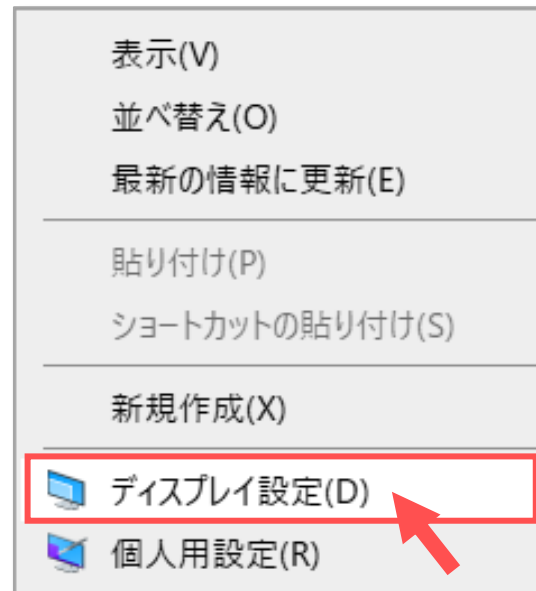 表示(V)
並べ替え(O)
最新の情報に更新(E)
貼り付け(P)
ショートカットの貼り付け(S)
新規作成(X)
ディスプレイ設定(D)
個人用設定(R)